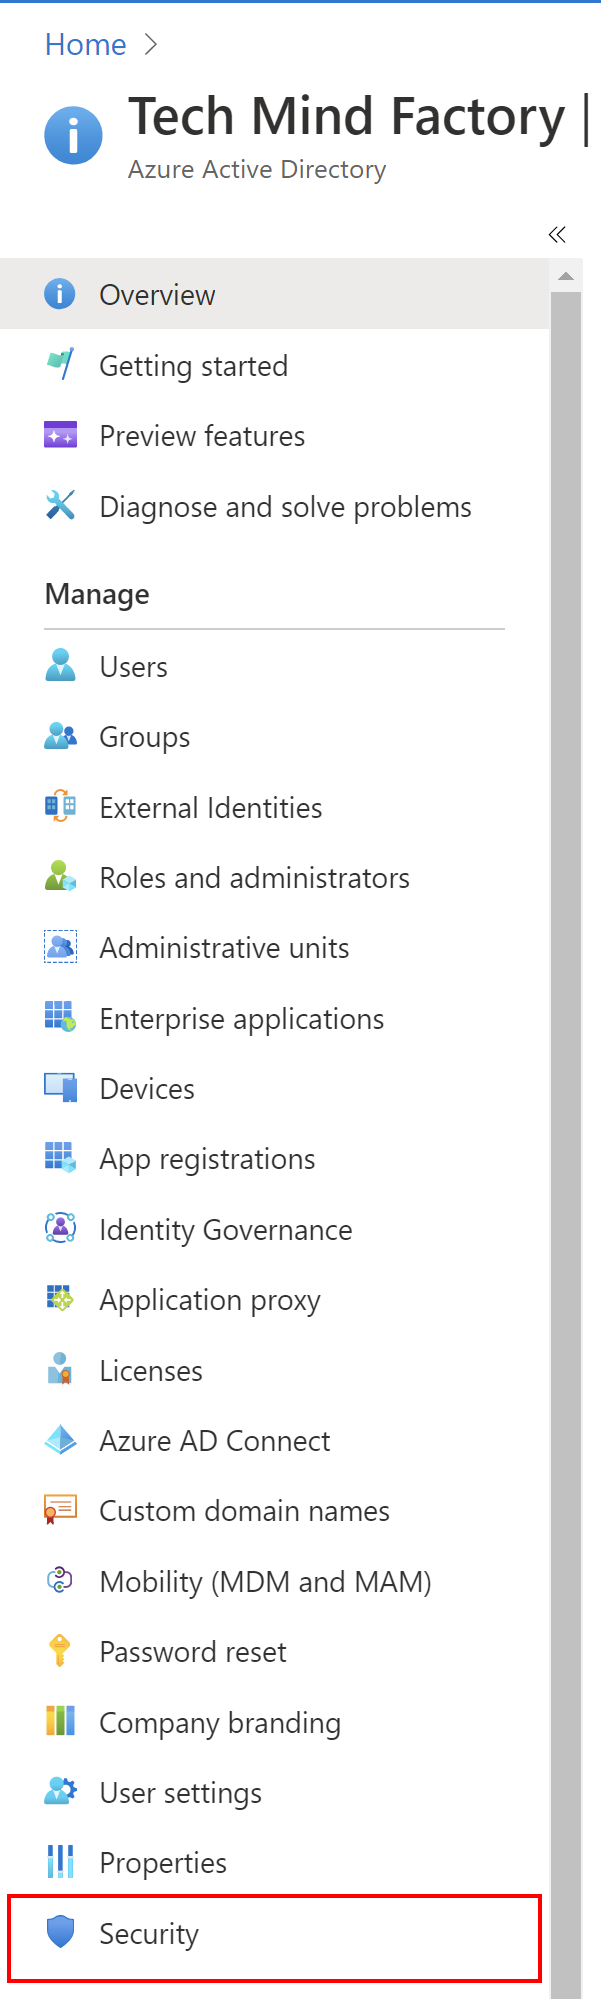 Home
Tech Mind Factory |
Azure Active Directory
Overview
Getting started
Preview features
Diagnose and solve problems
Manage
Users
Groups
External Identities
Roles and administrators
Administrative units
Enterprise applications
Devices
App registrations
Identity Governance
Application proxy
Licenses
Azure AD Connect
Custom domain names
Mobility (MDM and MAM)
Password reset
Company branding
User settings
Properties
Security